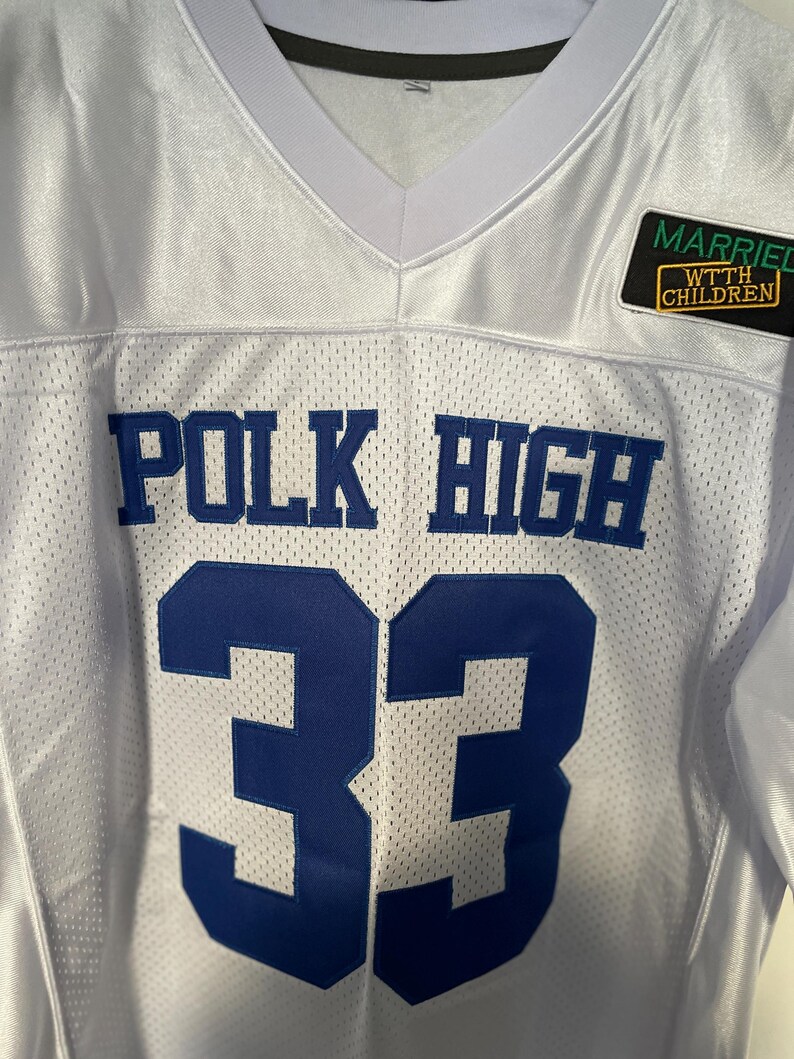 MARRIED
WTTH
CHILDREN
POLK HIGH
33